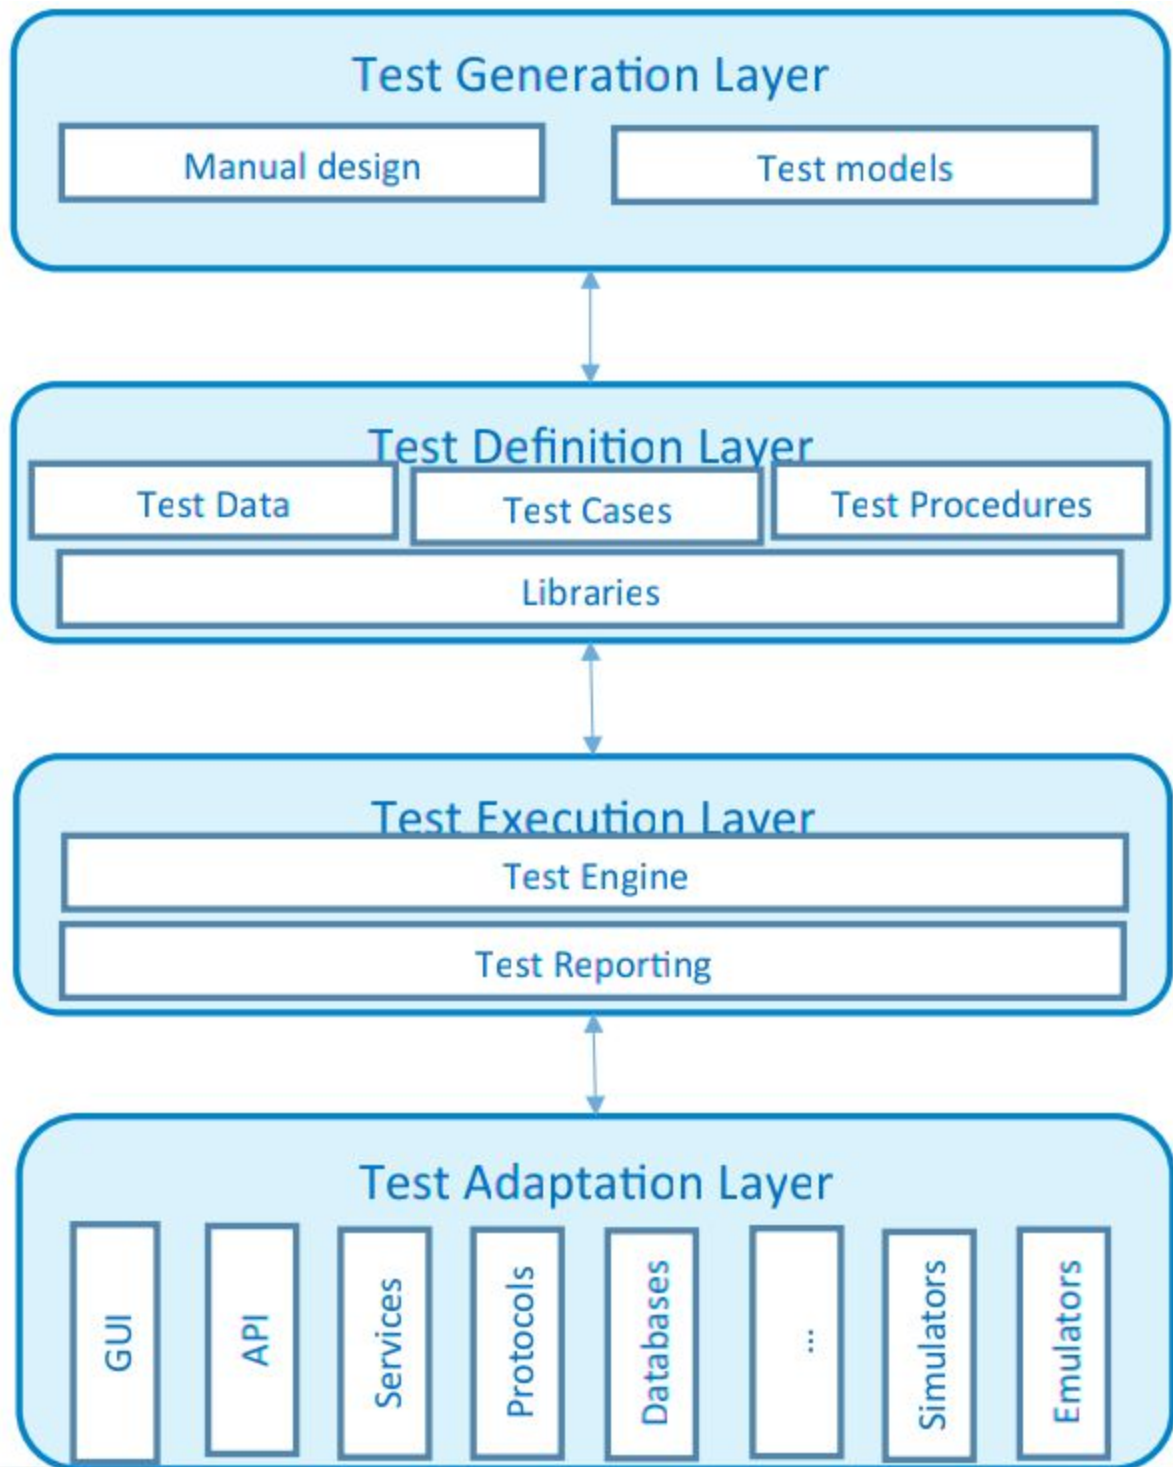 Test Generation Layer
Manual design
Test models
Test Definition Layer
Test Data
Test Cases
Test Procedures
Libraries
Test Execution Layer
Test Engine
Test Reporting
Test Adaptation Layer
GUI
API
Services
Protocols
Databases
...
Simulators
Emulators